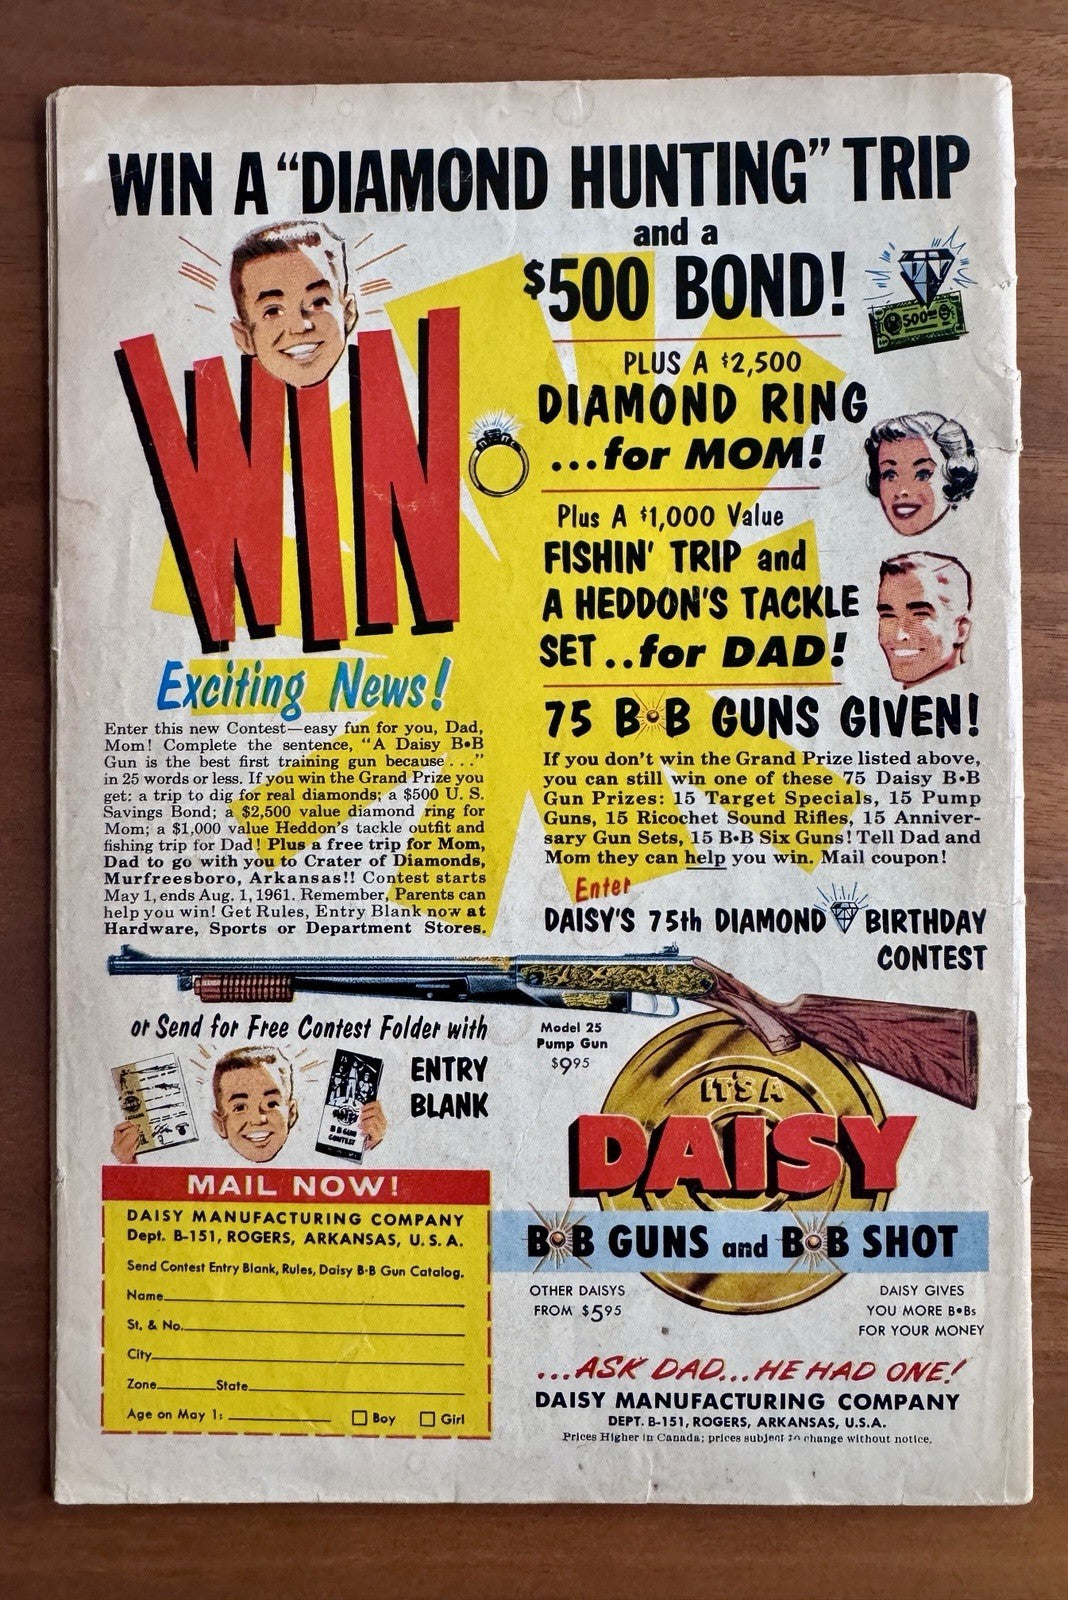 WIN A “DIAMOND HUNTING” TRIP
and a
$500 BOND!
500
PLUS A $2,500
DIAMOND RING
...for MOM!
Plus A $1,000 Value
FISHIN' TRIP and
A HEDDON'S TACKLE
SET..for DAD!
WIN
Exciting News!
Enter this new Contest—easy fun for you, Dad,
Mom! Complete the sentence, “A Daisy B•B
Gun is the best first training gun because . . .”
in 25 words or less. If you win the Grand Prize you
get: a trip to dig for real diamonds; a $500 U. S.
Savings Bond; a $2,500 value diamond ring for
Mom; a $1,000 value Heddon's tackle outfit and
fishing trip for Dad! Plus a free trip for Mom,
Dad to go with you to Crater of Diamonds,
Murfreesboro, Arkansas!! Contest starts
May 1, ends Aug. 1, 1961. Remember, Parents can
help you win! Get Rules, Entry Blank now at
Hardware, Sports or Department Stores.
75 B•B GUNS GIVEN!
If you don't win the Grand Prize listed above,
you can still win one of these 75 Daisy B•B
Gun Prizes: 15 Target Specials, 15 Pump
Guns, 15 Ricochet Sound Rifles, 15 Anniver-
sary Gun Sets, 15 B•B Six Guns! Tell Dad and
Mom they can help you win. Mail coupon!
Enter
DAISY'S 75th DIAMOND BIRTHDAY
CONTEST
or Send for Free Contest Folder with
ENTRY
BLANK
B B GUN
CONTEST
Model 25
Pump Gun
$9.95
IT'S A
DAISY
B•B GUNS and B•B SHOT
OTHER DAISYS
FROM $5.95
DAISY GIVES
YOU MORE B•Bs
FOR YOUR MONEY
...ASK DAD...HE HAD ONE!
DAISY MANUFACTURING COMPANY
DEPT. B-151, ROGERS, ARKANSAS, U.S.A.
Prices Higher in Canada; prices subject to change without notice.
MAIL NOW!
DAISY MANUFACTURING COMPANY
Dept. B-151, ROGERS, ARKANSAS, U. S. A.
Send Contest Entry Blank, Rules, Daisy B•B Gun Catalog.
Name
St. & No.
City
Zone State
Age on May 1: Boy Girl